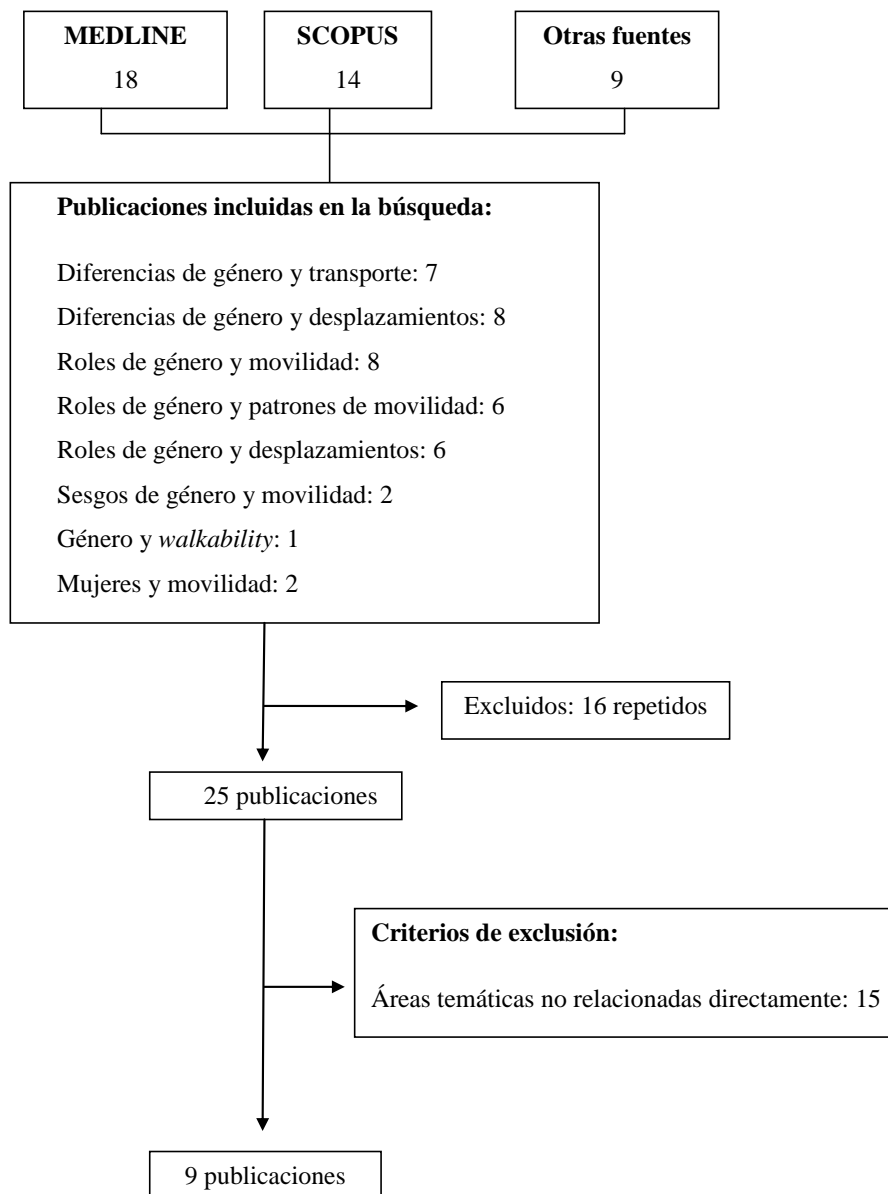 MEDLINE
18
SCOPUS
14
Otras fuentes
9
Publicaciones incluidas en la búsqueda:
Diferencias de género y transporte: 7
Diferencias de género y desplazamientos: 8
Roles de género y movilidad: 8
Roles de género y patrones de movilidad: 6
Roles de género y desplazamientos: 6
Sesgos de género y movilidad: 2
Género y walkability: 1
Mujeres y movilidad: 2
Excluidos: 16 repetidos
25 publicaciones
Criterios de exclusión:
Áreas temáticas no relacionadas directamente: 15
9 publicaciones